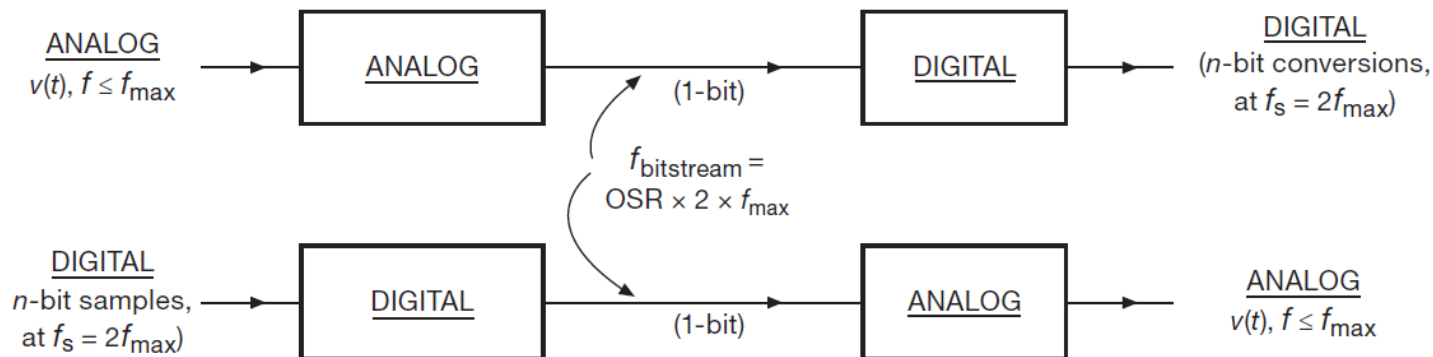 ANALOG
v(t), f ≤ fmax
ANALOG
(1-bit)
DIGITAL
DIGITAL
(n-bit conversions,
at fs = 2fmax)
fbitstream =
OSR × 2 × fmax
DIGITAL
n-bit samples,
at fs = 2fmax)
DIGITAL
(1-bit)
ANALOG
ANALOG
v(t), f ≤ fmax